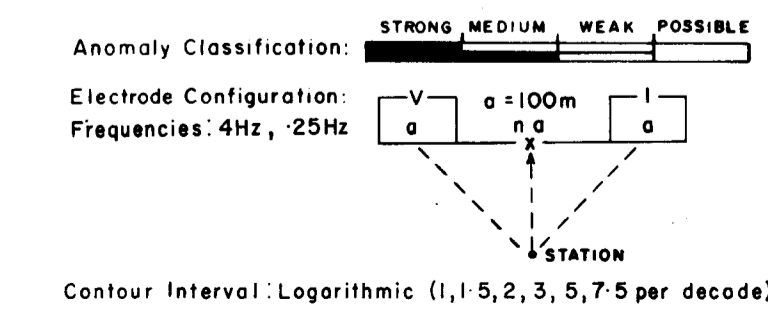 STRONG MEDIUM WEAK POSSIBLE
Anomaly Classification:
Electrode Configuration: V a = 100m I
Frequencies: 4Hz, ·25Hz a n a a
x
STATION
Contour Interval: Logarithmic (1,1·5,2,3,5,7·5 per decade)